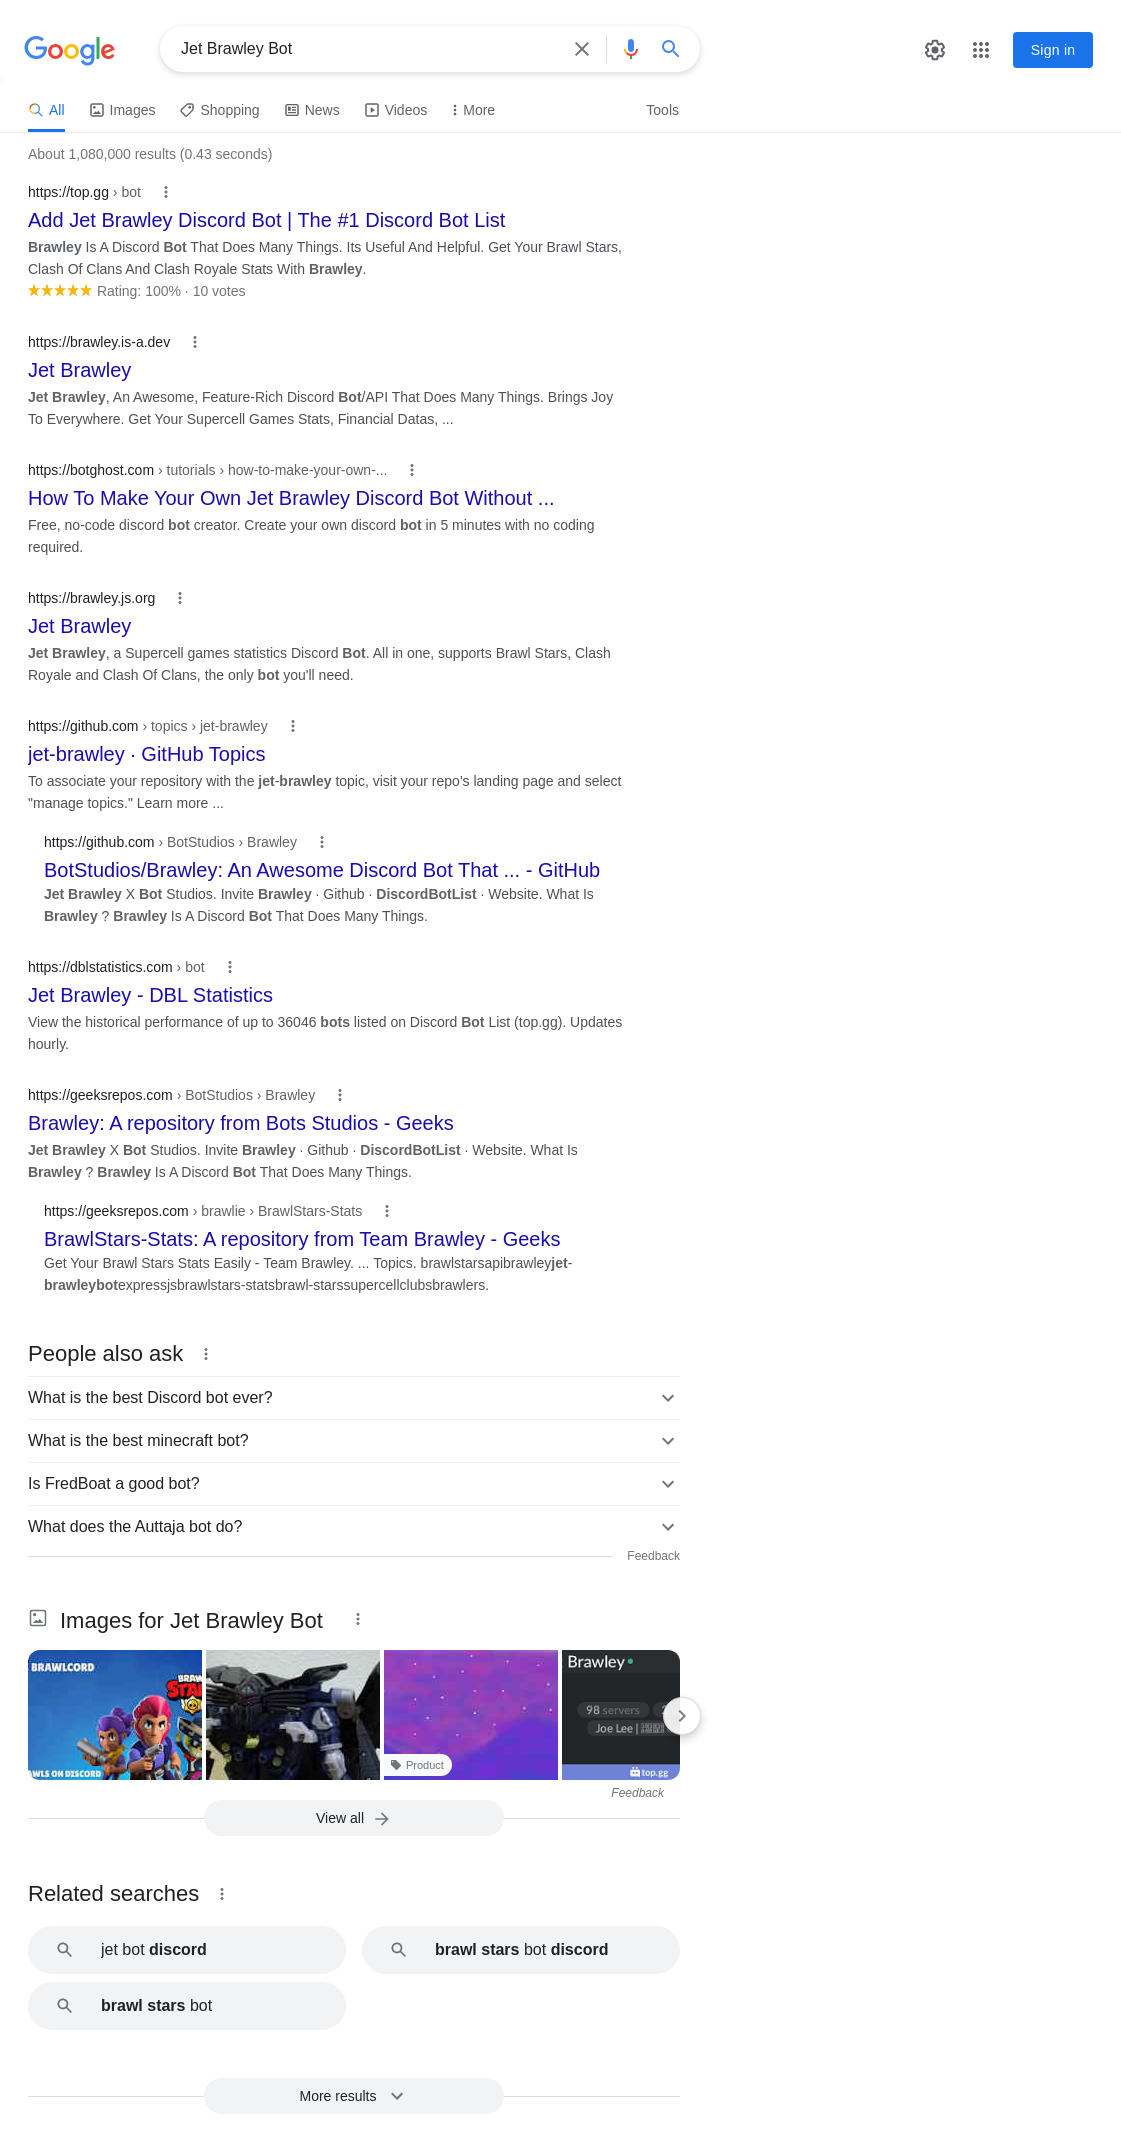 Google
Jet Brawley Bot
Sign in
All
Images
Shopping
News
Videos
More
Tools
About 1,080,000 results (0.43 seconds)
https://top.gg › bot
Add Jet Brawley Discord Bot | The #1 Discord Bot List
Brawley Is A Discord Bot That Does Many Things. Its Useful And Helpful. Get Your Brawl Stars,
Clash Of Clans And Clash Royale Stats With Brawley.
Rating: 100% · 10 votes
https://brawley.is-a.dev
Jet Brawley
Jet Brawley, An Awesome, Feature-Rich Discord Bot/API That Does Many Things. Brings Joy
To Everywhere. Get Your Supercell Games Stats, Financial Datas, ...
https://botghost.com › tutorials › how-to-make-your-own-...
How To Make Your Own Jet Brawley Discord Bot Without ...
Free, no-code discord bot creator. Create your own discord bot in 5 minutes with no coding
required.
https://brawley.js.org
Jet Brawley
Jet Brawley, a Supercell games statistics Discord Bot. All in one, supports Brawl Stars, Clash
Royale and Clash Of Clans, the only bot you'll need.
https://github.com › topics › jet-brawley
jet-brawley · GitHub Topics
To associate your repository with the jet-brawley topic, visit your repo's landing page and select
"manage topics." Learn more ...
https://github.com › BotStudios › Brawley
BotStudios/Brawley: An Awesome Discord Bot That ... - GitHub
Jet Brawley X Bot Studios. Invite Brawley · Github · DiscordBotList · Website. What Is
Brawley ? Brawley Is A Discord Bot That Does Many Things.
https://dblstatistics.com › bot
Jet Brawley - DBL Statistics
View the historical performance of up to 36046 bots listed on Discord Bot List (top.gg). Updates
hourly.
https://geeksrepos.com › BotStudios › Brawley
Brawley: A repository from Bots Studios - Geeks
Jet Brawley X Bot Studios. Invite Brawley · Github · DiscordBotList · Website. What Is
Brawley ? Brawley Is A Discord Bot That Does Many Things.
https://geeksrepos.com › brawlie › BrawlStars-Stats
BrawlStars-Stats: A repository from Team Brawley - Geeks
Get Your Brawl Stars Stats Easily - Team Brawley. ... Topics. brawlstarsapibrawleyjet-
brawleybotexpressjsbrawlstars-statsbrawl-starssupercellclubsbrawlers.
People also ask
What is the best Discord bot ever?
What is the best minecraft bot?
Is FredBoat a good bot?
What does the Auttaja bot do?
Feedback
Images for Jet Brawley Bot
BRAWLCORD
BRAW
STA
AWLS ON DISCORD
Product
Brawley
98 servers
Joe Lee |
top.gg
Feedback
View all
Related searches
jet bot discord
brawl stars bot discord
brawl stars bot
More results